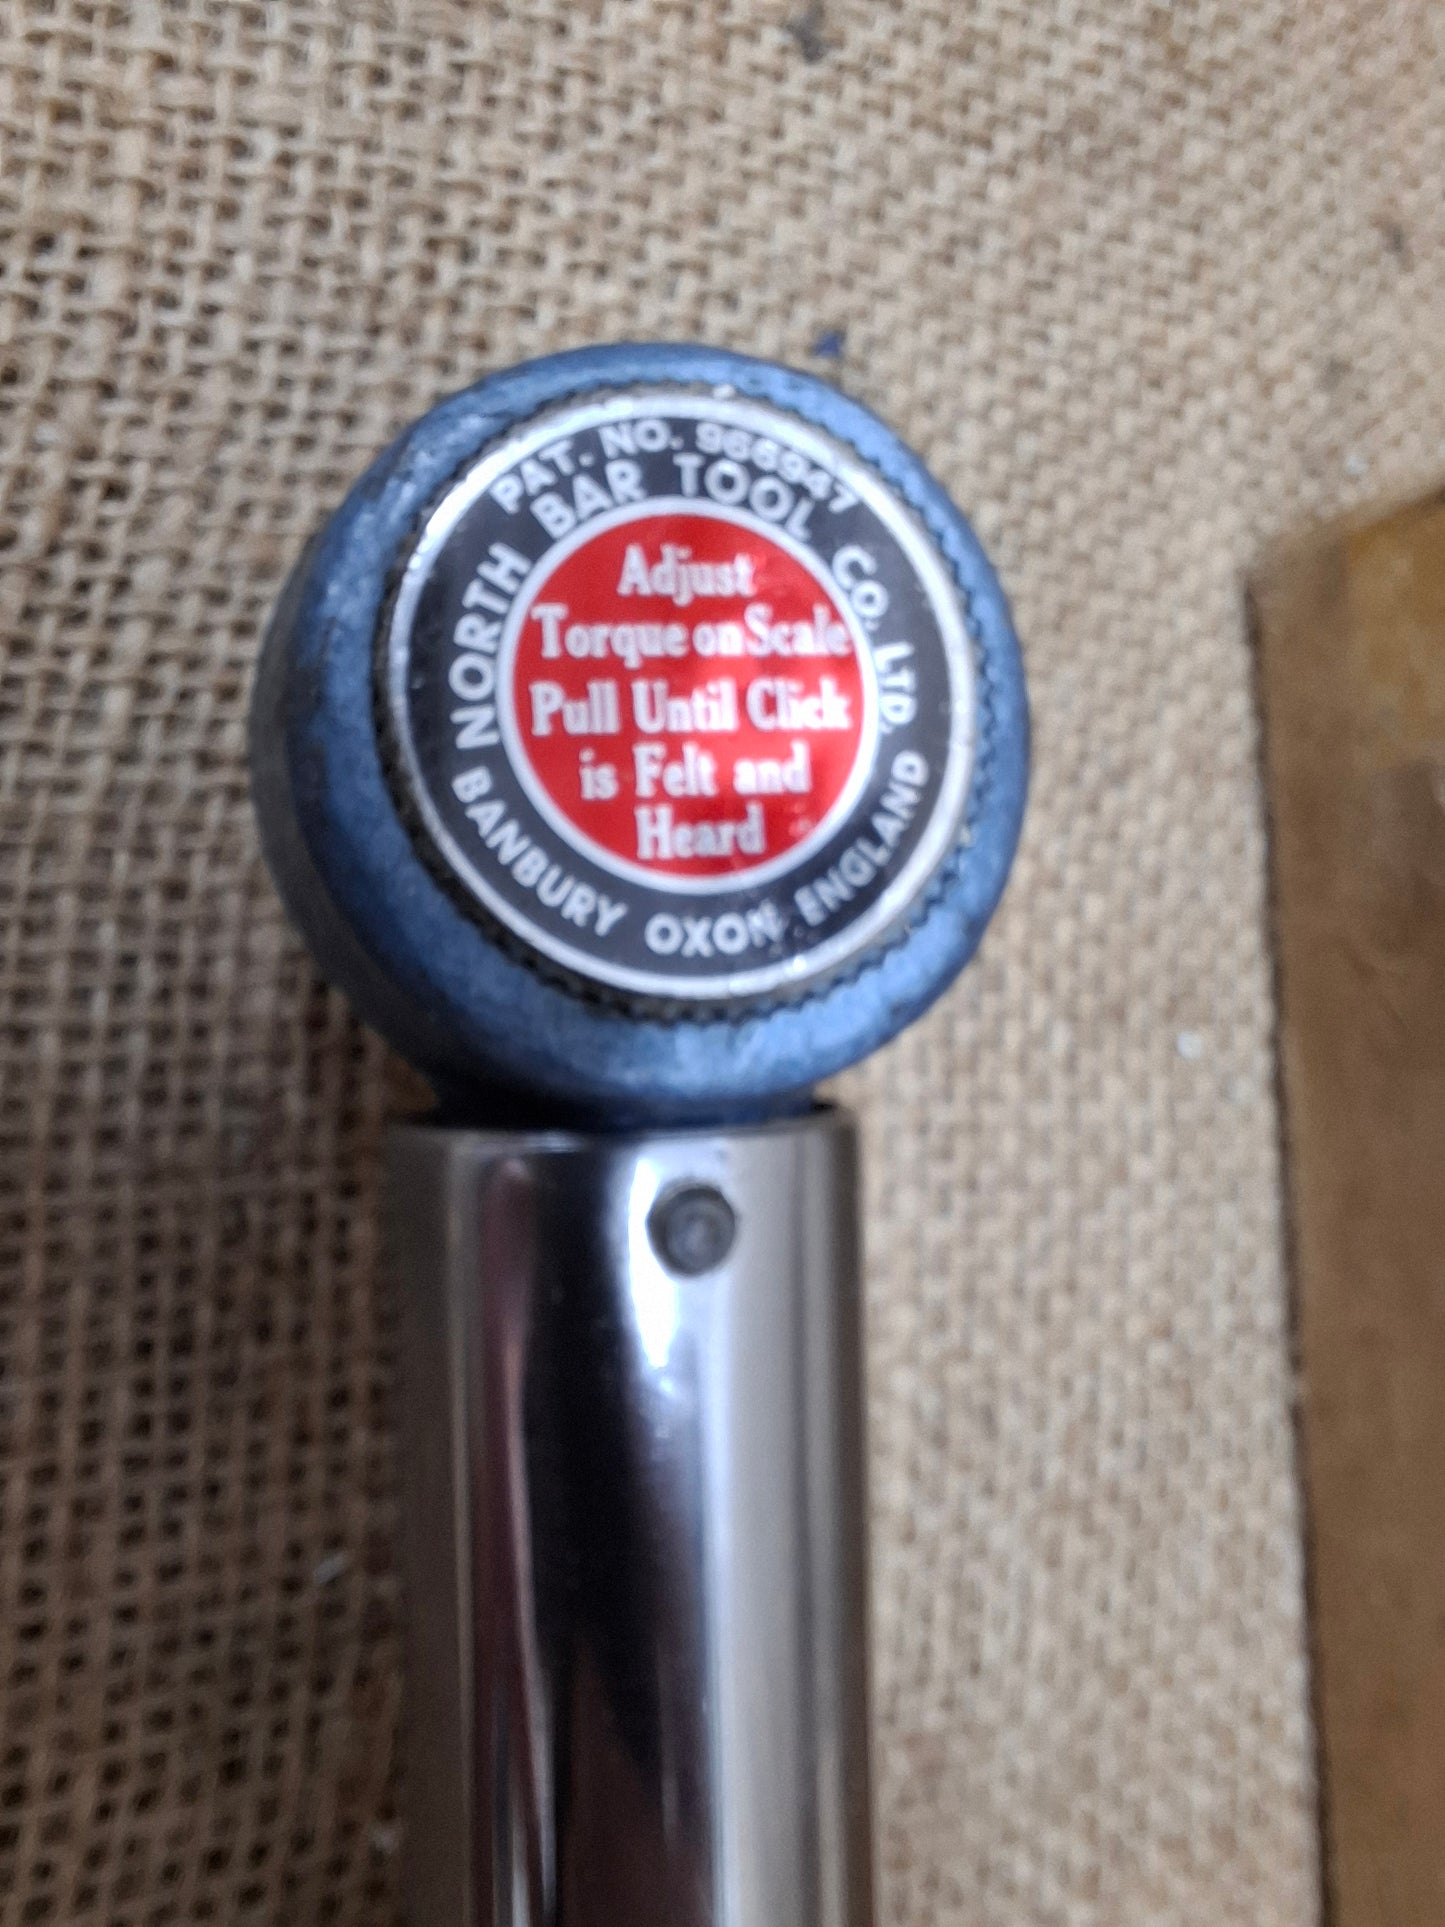 PAT. NO. 966947
NORTH BAR TOOL CO. LTD.
BANBURY OXON ENGLAND
Adjust
Torque on Scale
Pull Until Click
is Felt and
Heard